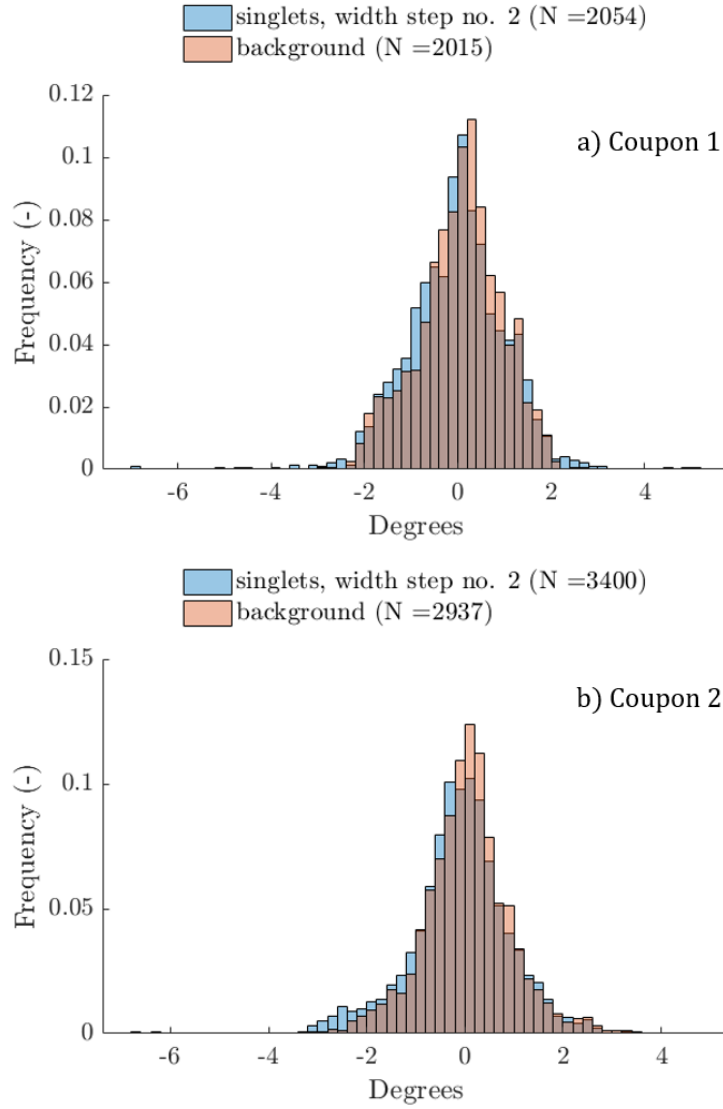 singlets, width step no. 2 (N =2054)
background (N =2015)
a) Coupon 1
0.12
0.1
0.08
0.06
0.04
0.02
0
Frequency (-)
-6 -4 -2 0 2 4
Degrees
singlets, width step no. 2 (N =3400)
background (N =2937)
b) Coupon 2
0.15
0.1
0.05
0
Frequency (-)
-6 -4 -2 0 2 4
Degrees